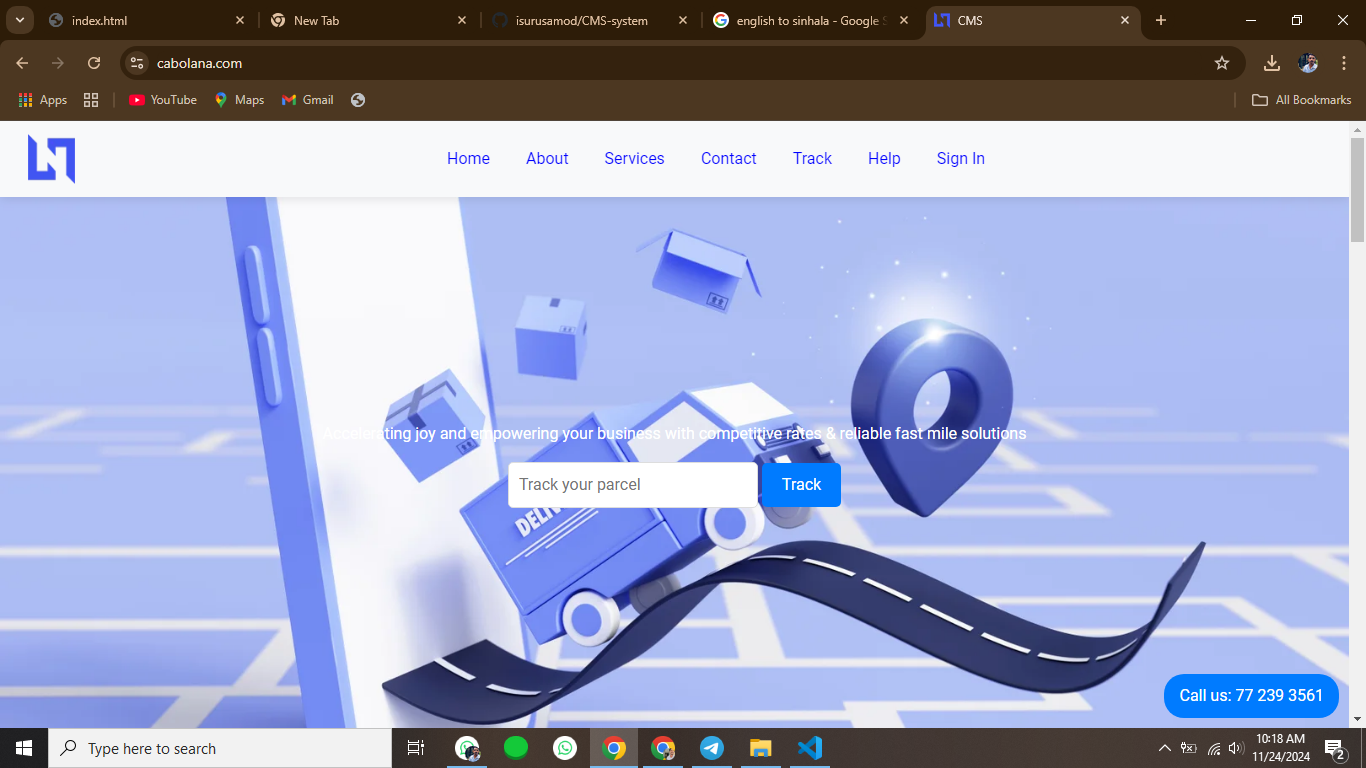 index.html
New Tab
isurusamod/CMS-system
english to sinhala - Google S
CMS
cabolana.com
Apps
YouTube
Maps
Gmail
All Bookmarks
Home
About
Services
Contact
Track
Help
Sign In
Accelerating joy and empowering your business with competitive rates & reliable fast mile solutions
Track your parcel
Track
Call us: 77 239 3561
Type here to search
10:18 AM
11/24/2024
2